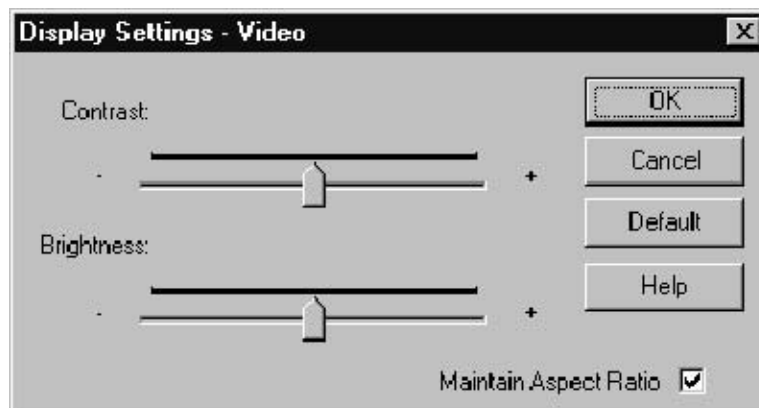 Display Settings - Video
Contrast:
- +
Brightness:
- +
OK
Cancel
Default
Help
Maintain Aspect Ratio